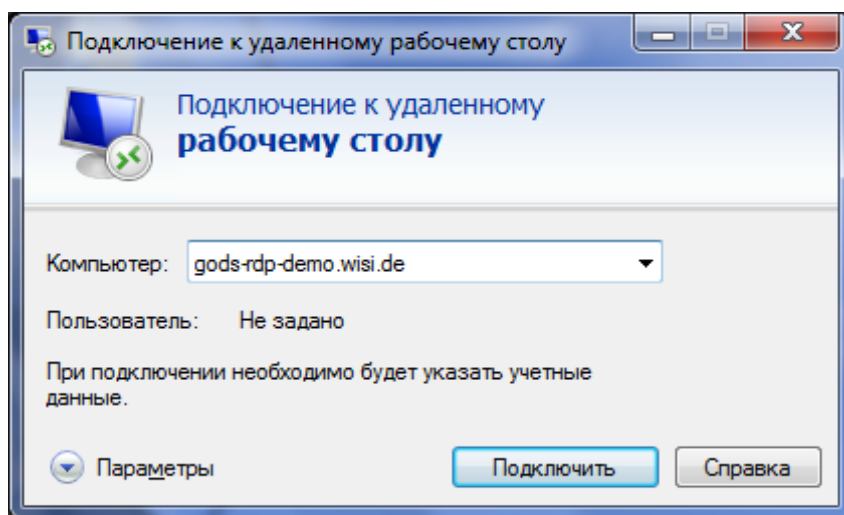 Подключение к удаленному рабочему столу
Подключение к удаленному
рабочему столу
Компьютер: gods-rdp-demo.wisi.de
Пользователь: Не задано
При подключении необходимо будет указать учетные
данные.
Параметры Подключить Справка